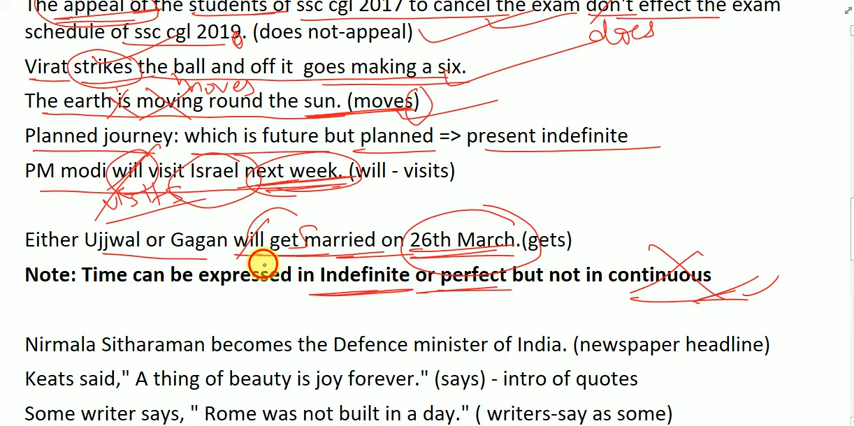 The appeal of the students of ssc cgl 2017 to cancel the exam don't effect the exam
schedule of ssc cgl 2018. (does not-appeal)
does
Virat strikes the ball and off it goes making a six.
moves
The earth is moving round the sun. (moves)
Planned journey: which is future but planned => present indefinite
PM modi will visit Israel next week. (will - visits)
visits
Either Ujjwal or Gagan will get married on 26th March.(gets)
s
Note: Time can be expressed in Indefinite or perfect but not in continuous
Nirmala Sitharaman becomes the Defence minister of India. (newspaper headline)
Keats said," A thing of beauty is joy forever." (says) - intro of quotes
Some writer says, " Rome was not built in a day." ( writers-say as some)